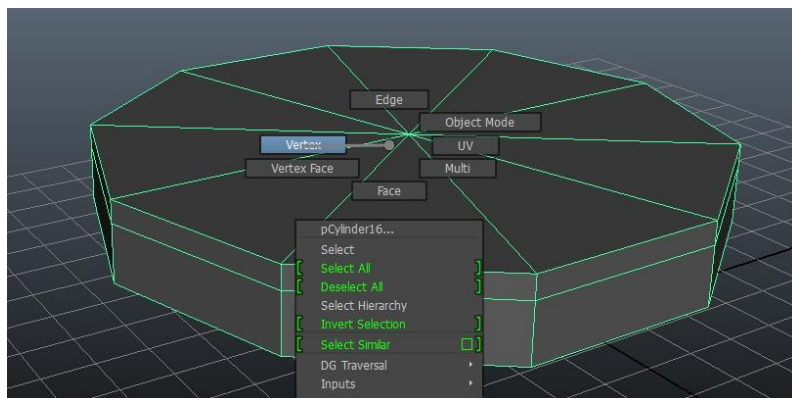 Edge
Object Mode
Vertex
UV
Vertex Face
Multi
Face
pCylinder16...
Select
Select All
Deselect All
Select Hierarchy
Invert Selection
Select Similar
DG Traversal
Inputs